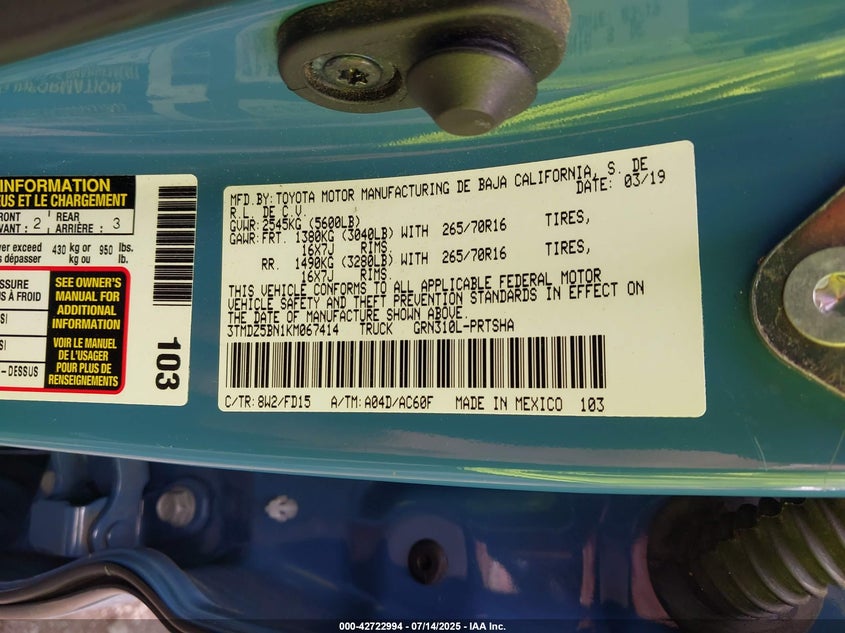 INFORMATION
EUS ET LE CHARGEMENT
FRONT 2 REAR 3
VANT : ARRIÈRE :
ver exceed 430 kg or 950 lbs.
s dépasser kg ou lb.
SSURE
S À FROID
SI
SI
- DESSUS
SEE OWNER'S
MANUAL FOR
ADDITIONAL
INFORMATION
VOIR LE MANUEL
DE L'USAGER
POUR PLUS DE
RENSEIGNEMENTS
103
MFD.BY:TOYOTA MOTOR MANUFACTURING DE BAJA CALIFORNIA, S. DE
R.L. DE C.V. DATE: 03/19
GVWR:2545KG (5600LB)
GAWR:FRT. 1380KG (3040LB) WITH 265/70R16 TIRES,
16X7J RIMS.
RR. 1490KG (3280LB) WITH 265/70R16 TIRES,
16X7J RIMS.
THIS VEHICLE CONFORMS TO ALL APPLICABLE FEDERAL MOTOR
VEHICLE SAFETY AND THEFT PREVENTION STANDARDS IN EFFECT ON
THE DATE OF MANUFACTURE SHOWN ABOVE.
3TMDZ5BN1KM067414 TRUCK GRN310L-PRTSHA
C/TR:8W2/FD15 A/TM:A04D/AC60F MADE IN MEXICO 103
000-42722994 - 07/14/2025 - IAA Inc.